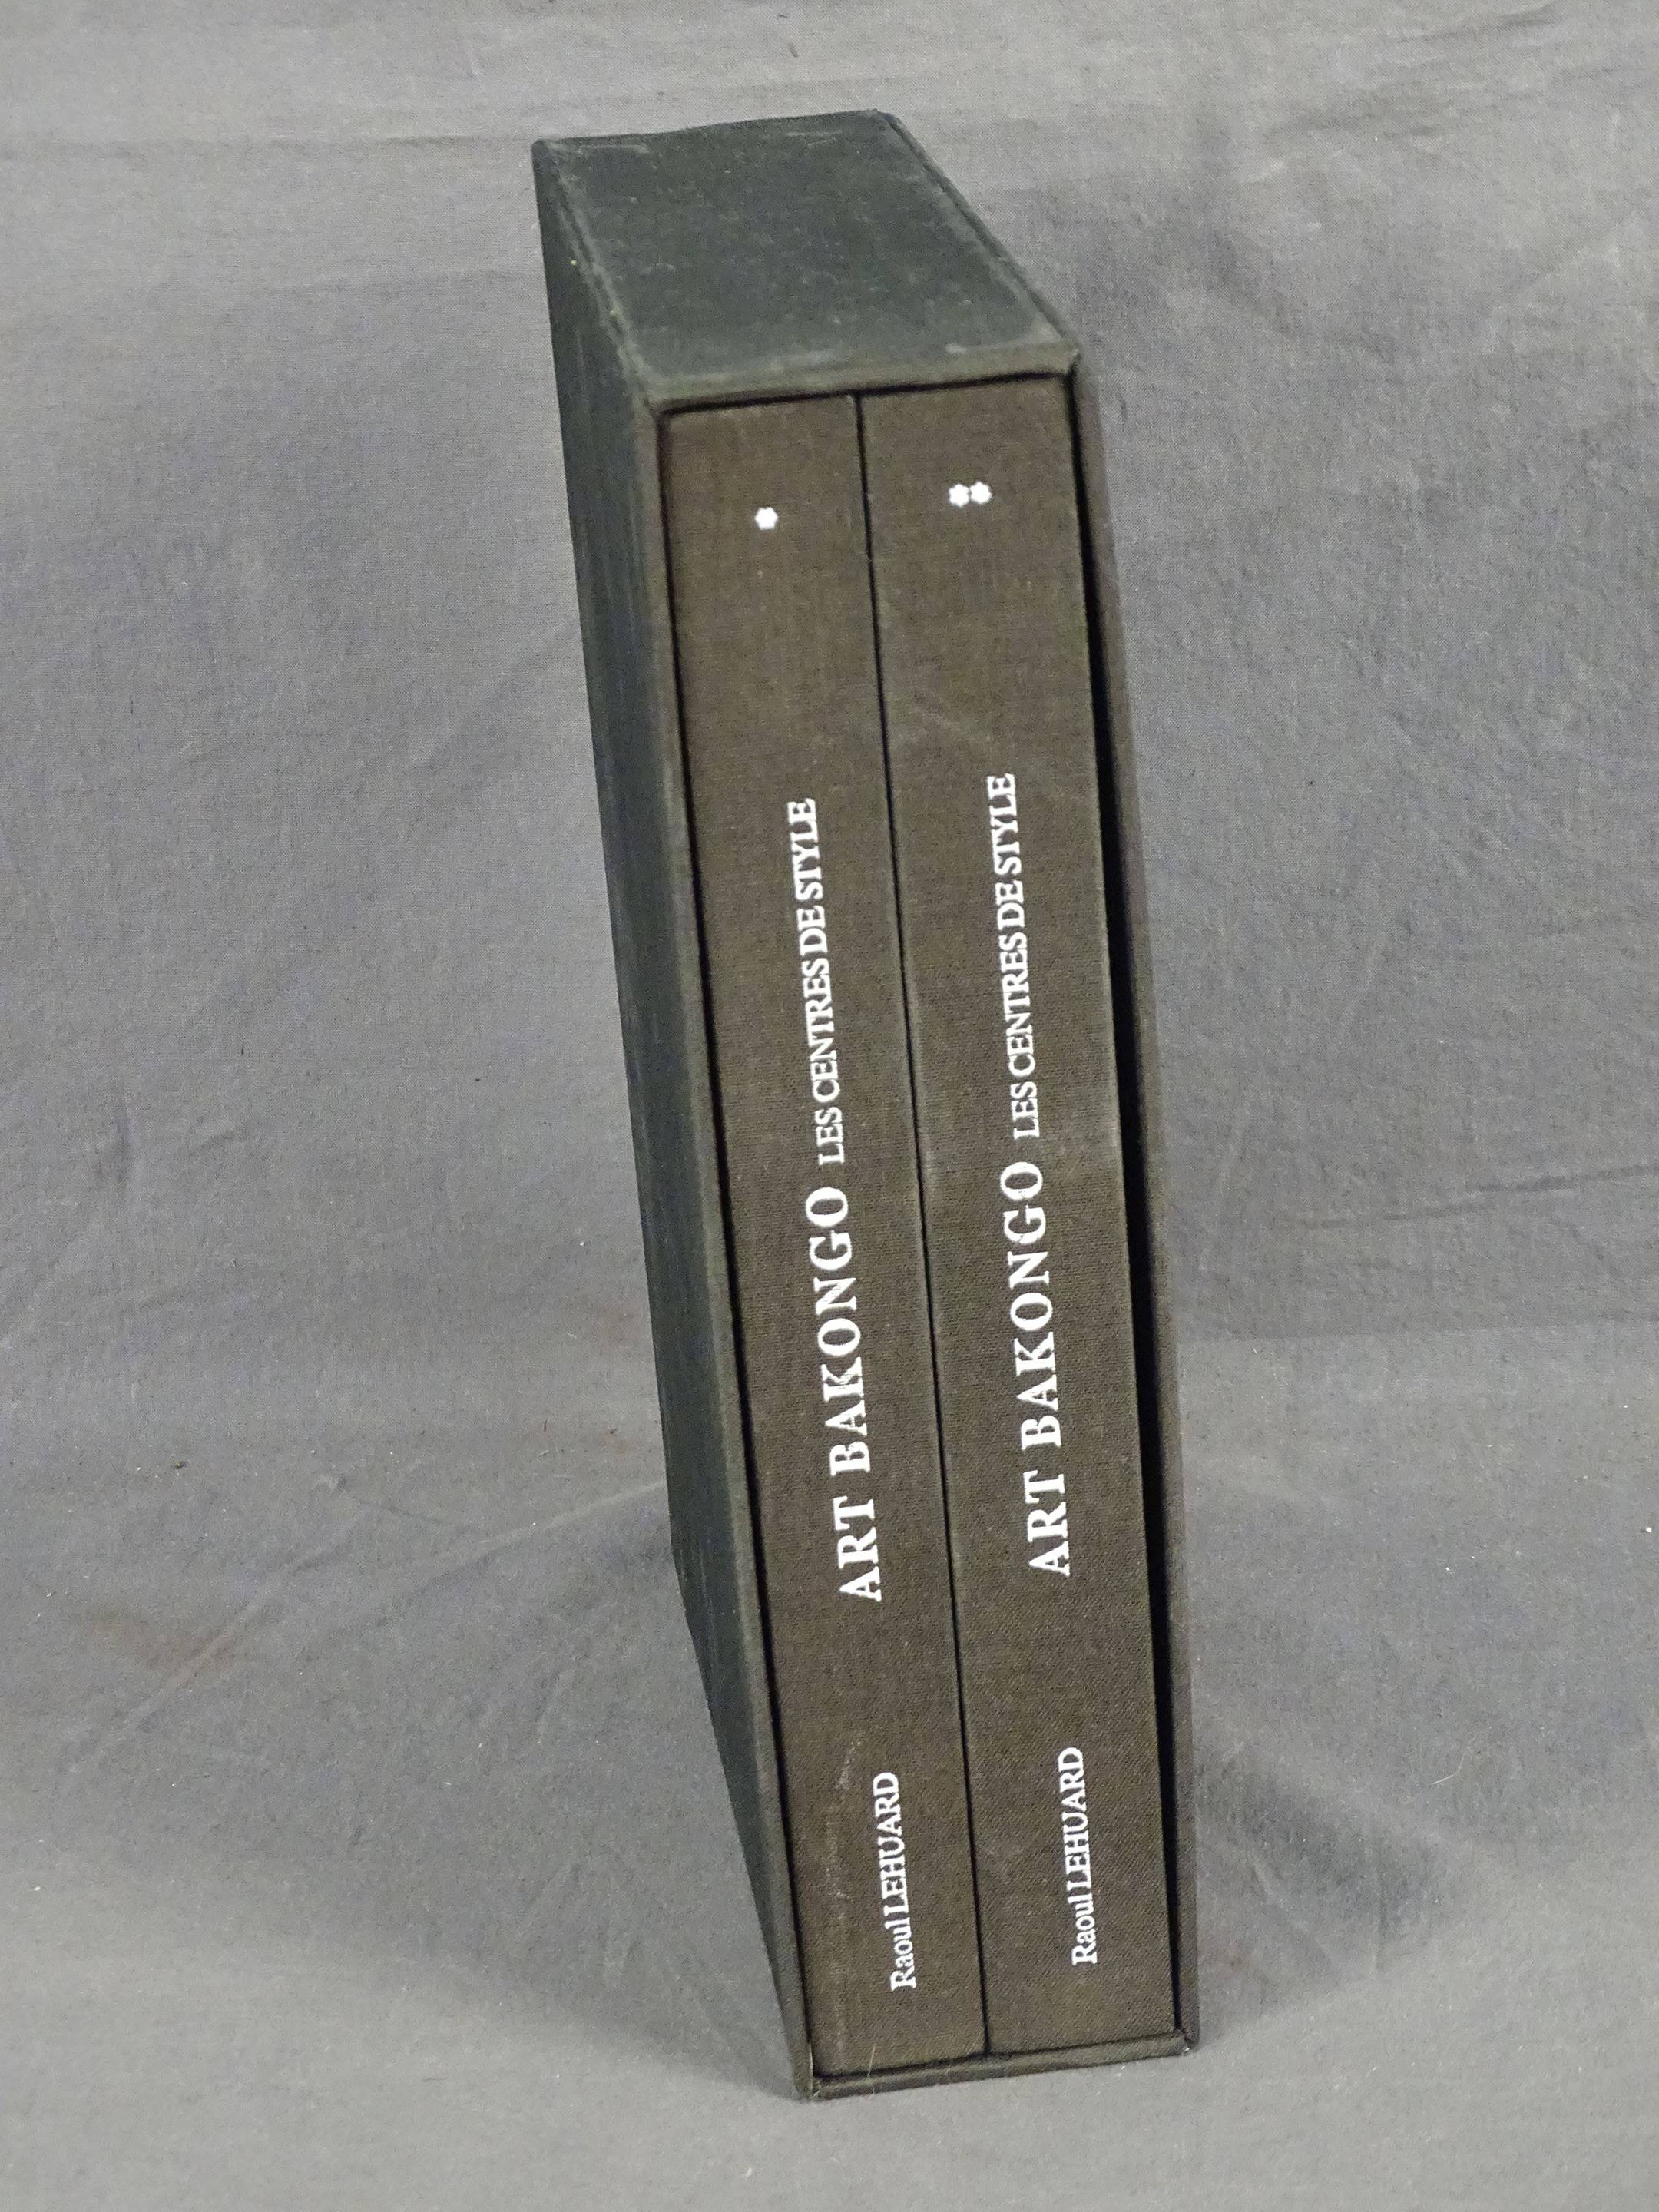 Raoul LEHUARD ART BAKONGO LES CENTRES DE STYLE *
Raoul LEHUARD ART BAKONGO LES CENTRES DE STYLE **